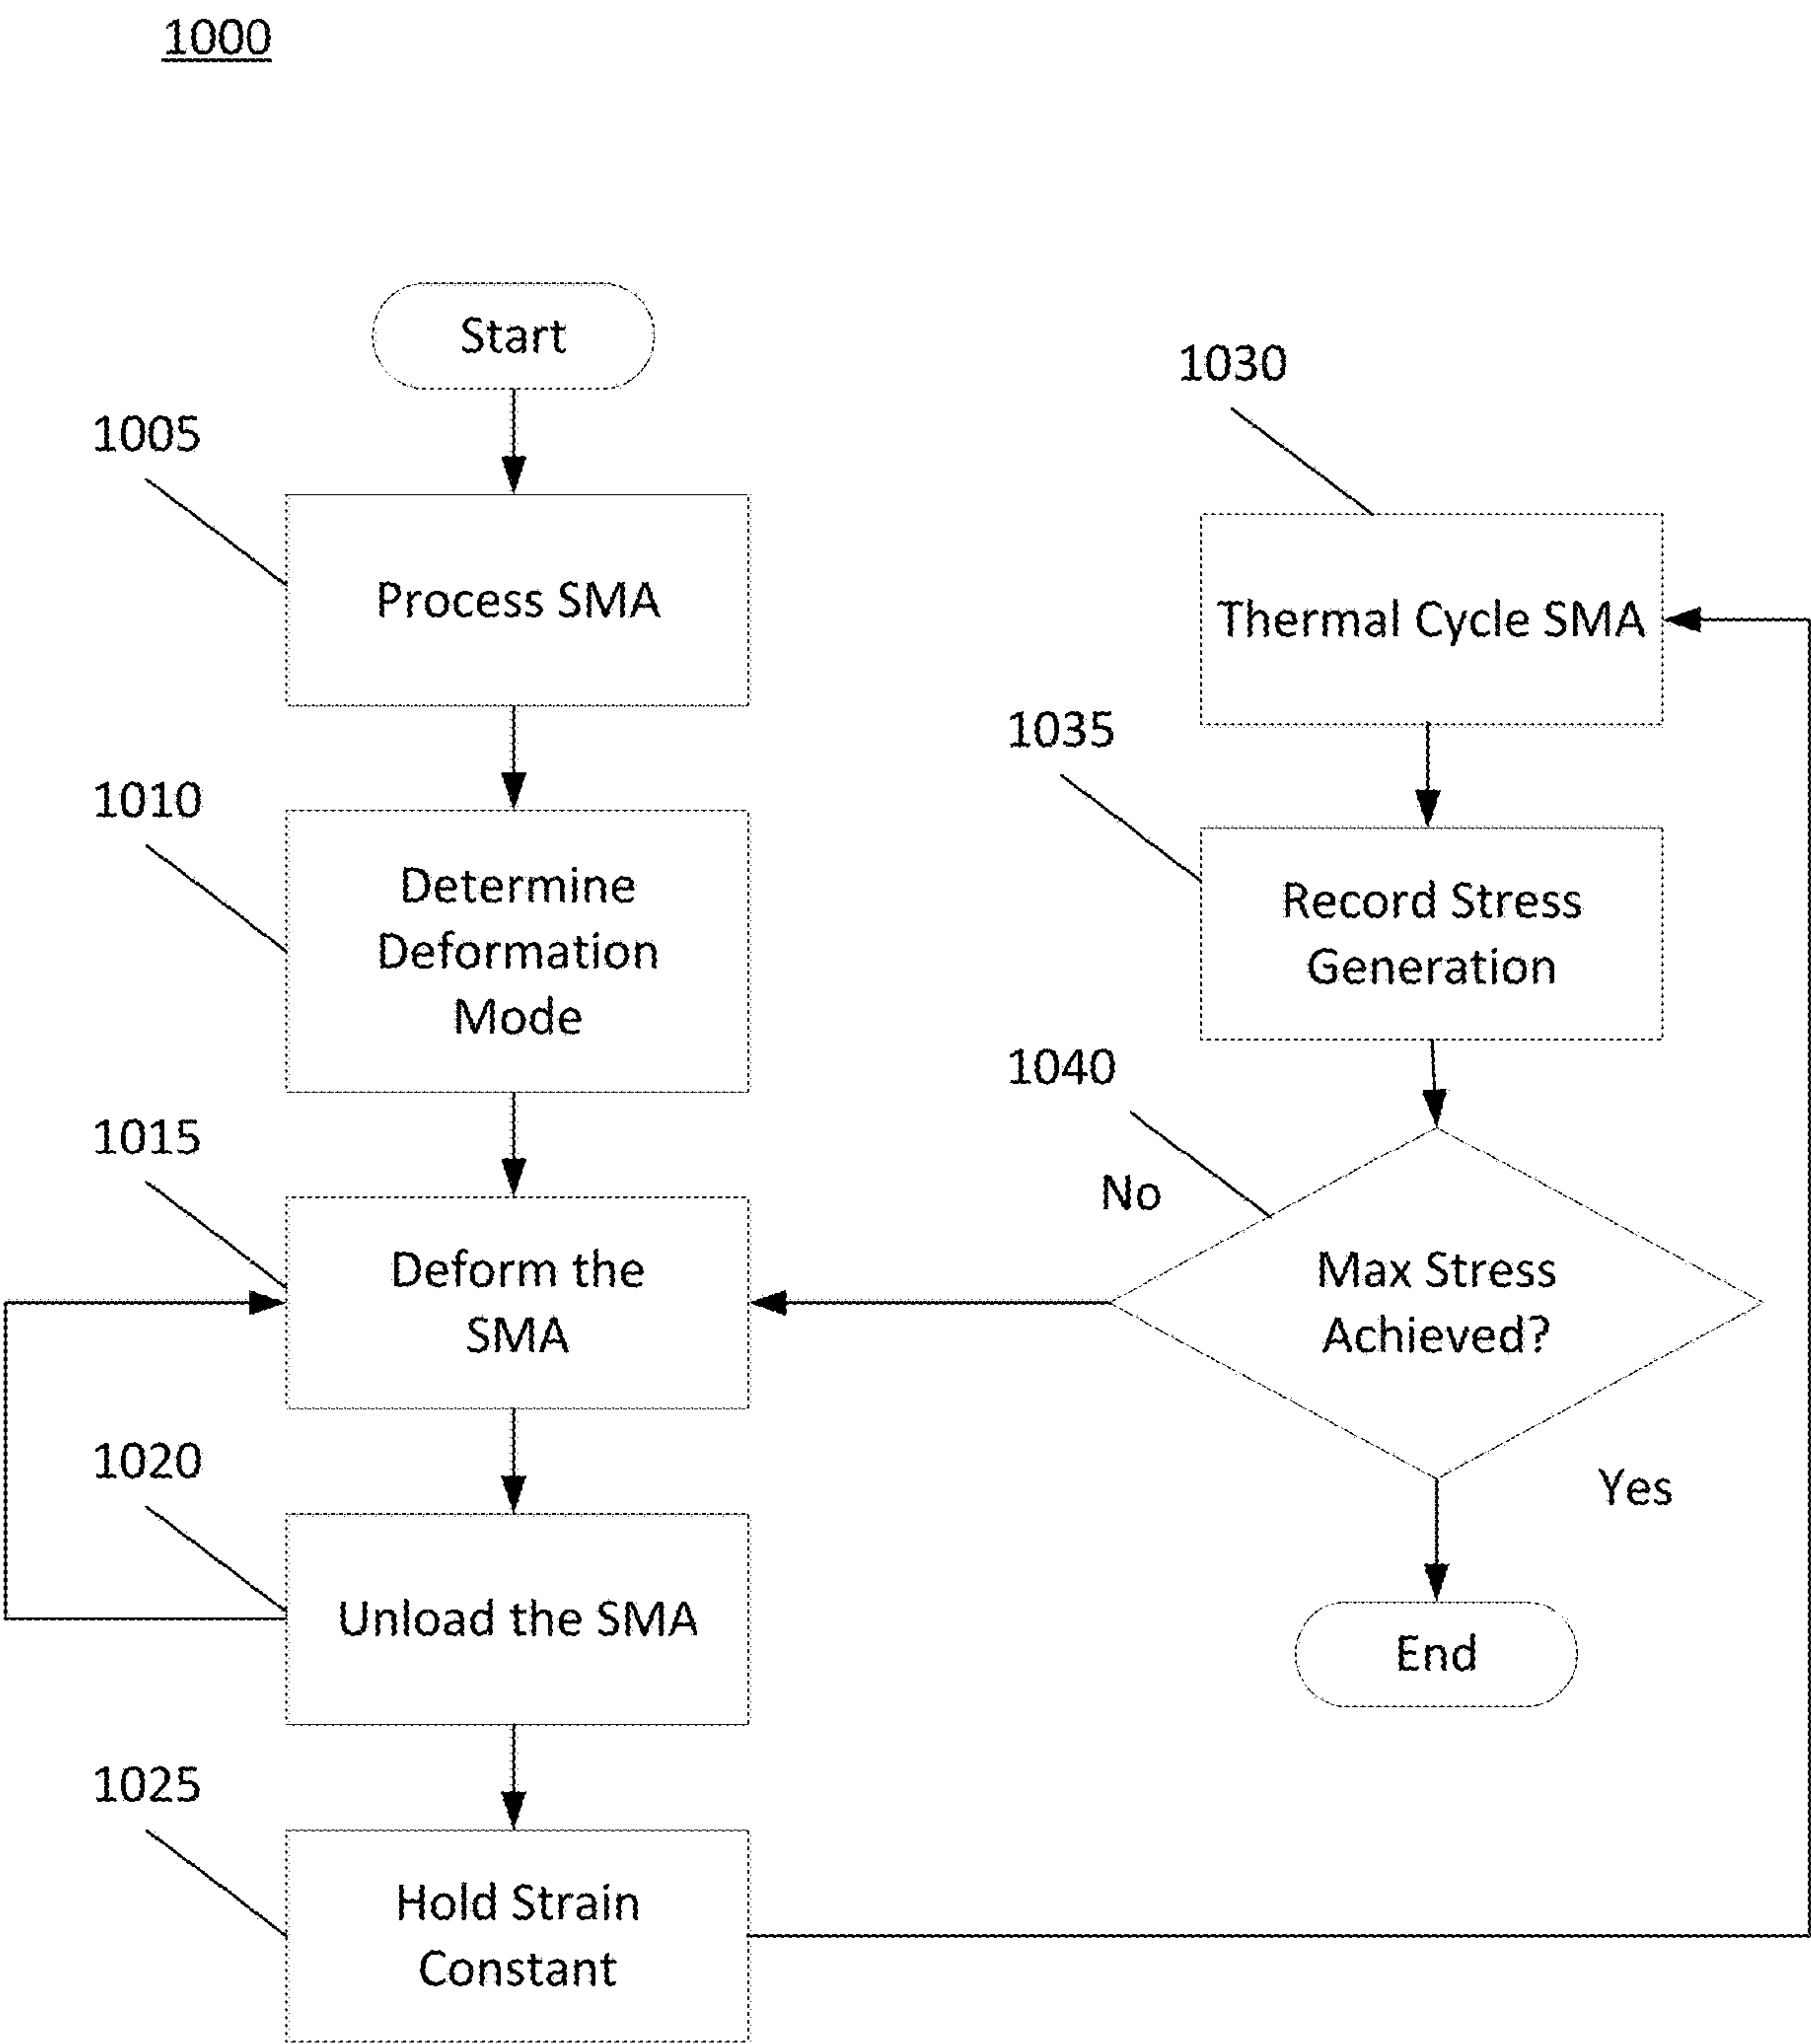 1000
Start
1005
Process SMA
1010
Determine
Deformation
Mode
1015
Deform the
SMA
1020
Unload the SMA
1025
Hold Strain
Constant
1030
Thermal Cycle SMA
1035
Record Stress
Generation
1040
No
Max Stress
Achieved?
Yes
End